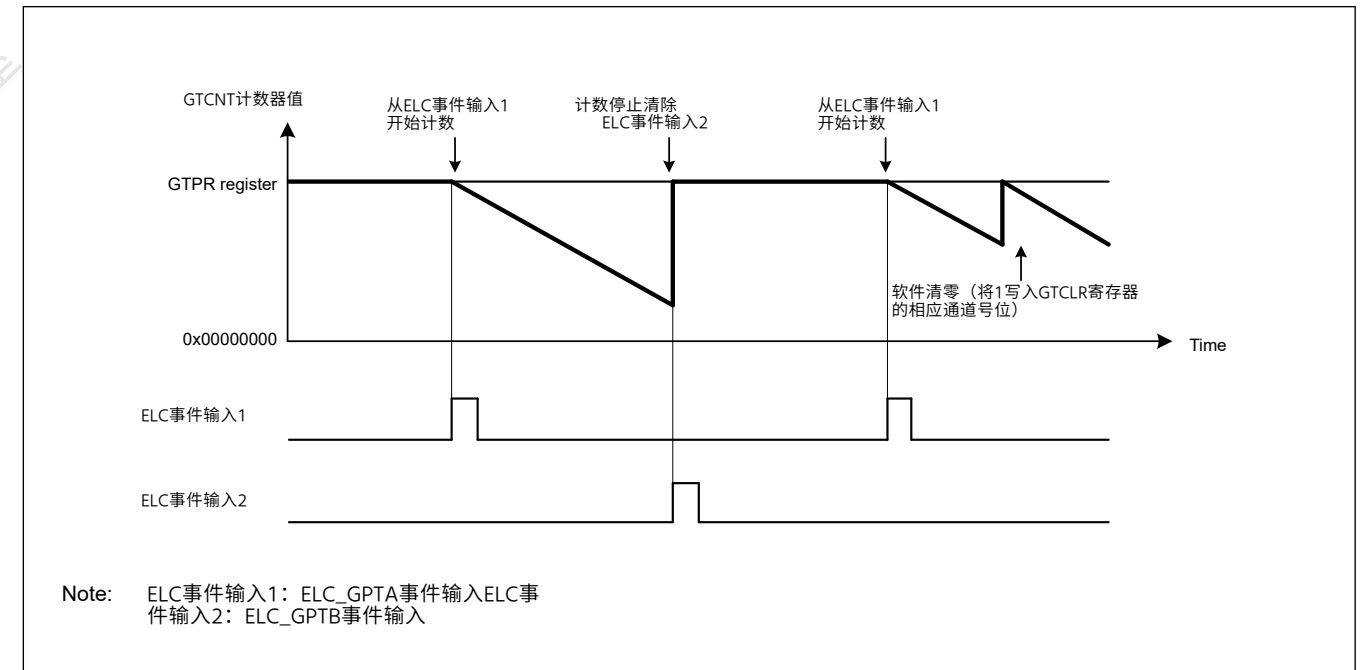 GTCNT计数器值
从ELC事件输入1
开始计数
计数停止清除
ELC事件输入2
从ELC事件输入1
开始计数
GTPR register
软件清零（将1写入GTCLR寄存器
的相应通道号位）
0x00000000
Time
ELC事件输入1
ELC事件输入2
Note: ELC事件输入1：ELC_GPTA事件输入ELC事
件输入2：ELC_GPTB事件输入